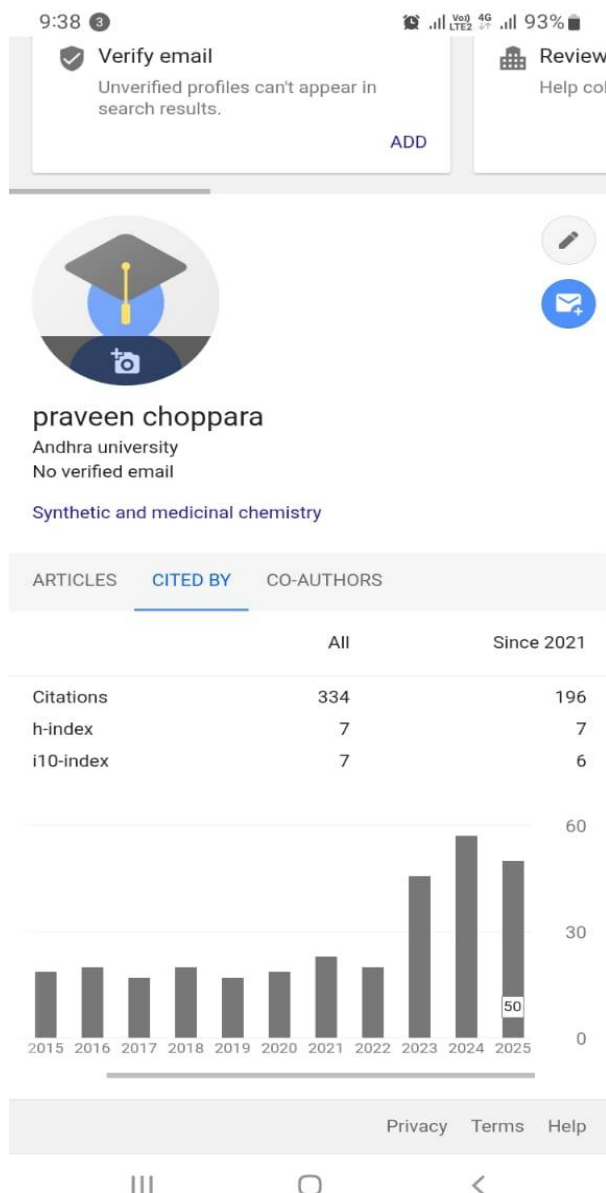 9:38 3 Vo)) LTE2 4G 93%
Verify email
Unverified profiles can't appear in
search results.
ADD
Review
Help col
praveen choppara
Andhra university
No verified email
Synthetic and medicinal chemistry
ARTICLES CITED BY CO-AUTHORS
All Since 2021
Citations 334 196
h-index 7 7
i10-index 7 6
60
30
50
0
2015 2016 2017 2018 2019 2020 2021 2022 2023 2024 2025
Privacy Terms Help